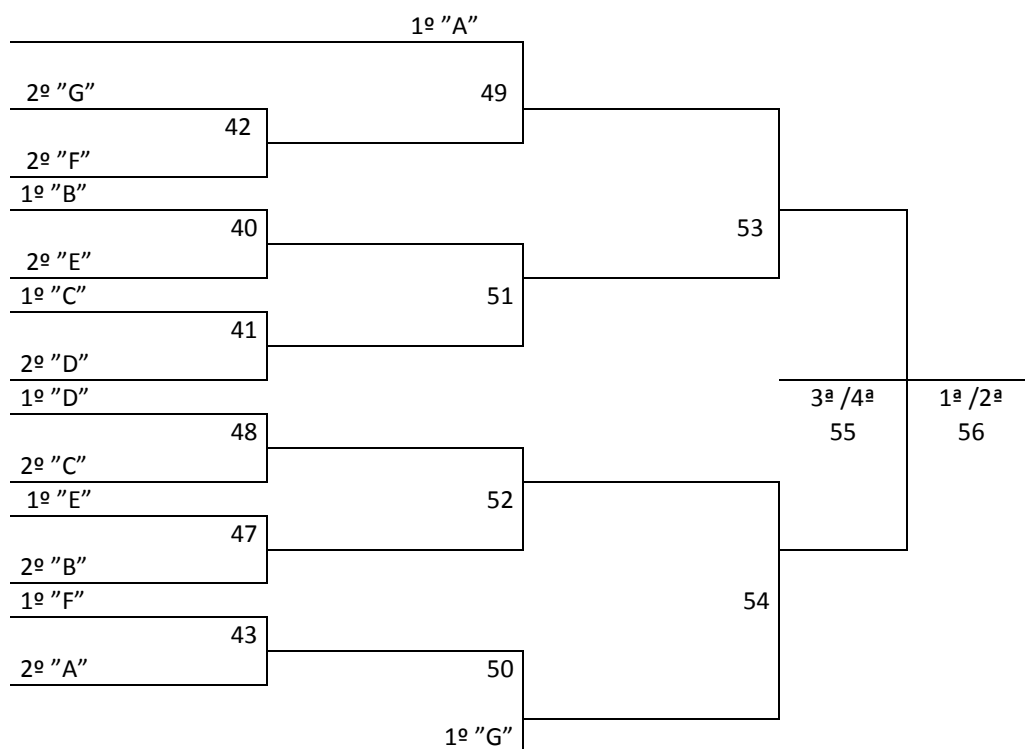 1º ”A”
2º ”G”
49
42
2º ”F”
1º ”B”
40
53
2º ”E”
1º ”C”
51
41
2º ”D”
1º ”D”
3ª /4ª
1ª /2ª
48
55
56
2º ”C”
1º ”E”
52
47
2º ”B”
1º ”F”
54
43
2º ”A”
50
1º ”G”